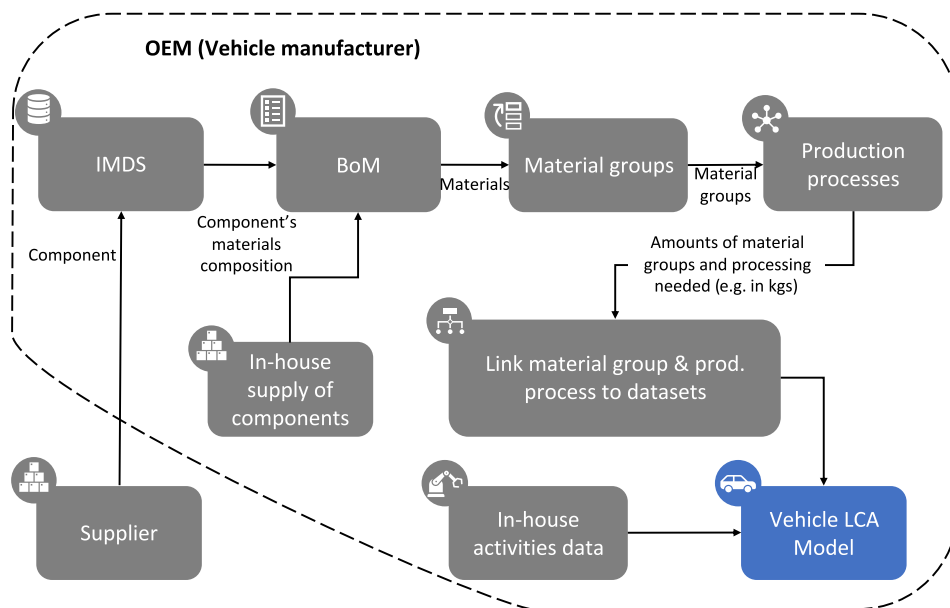 OEM (Vehicle manufacturer)
IMDS
BoM
Material groups
Production
processes
Component
Component's
materials
composition
Materials
Material
groups
Amounts of material
groups and processing
needed (e.g. in kgs)
In-house
supply of
components
Link material group & prod.
process to datasets
Supplier
In-house
activities data
Vehicle LCA
Model